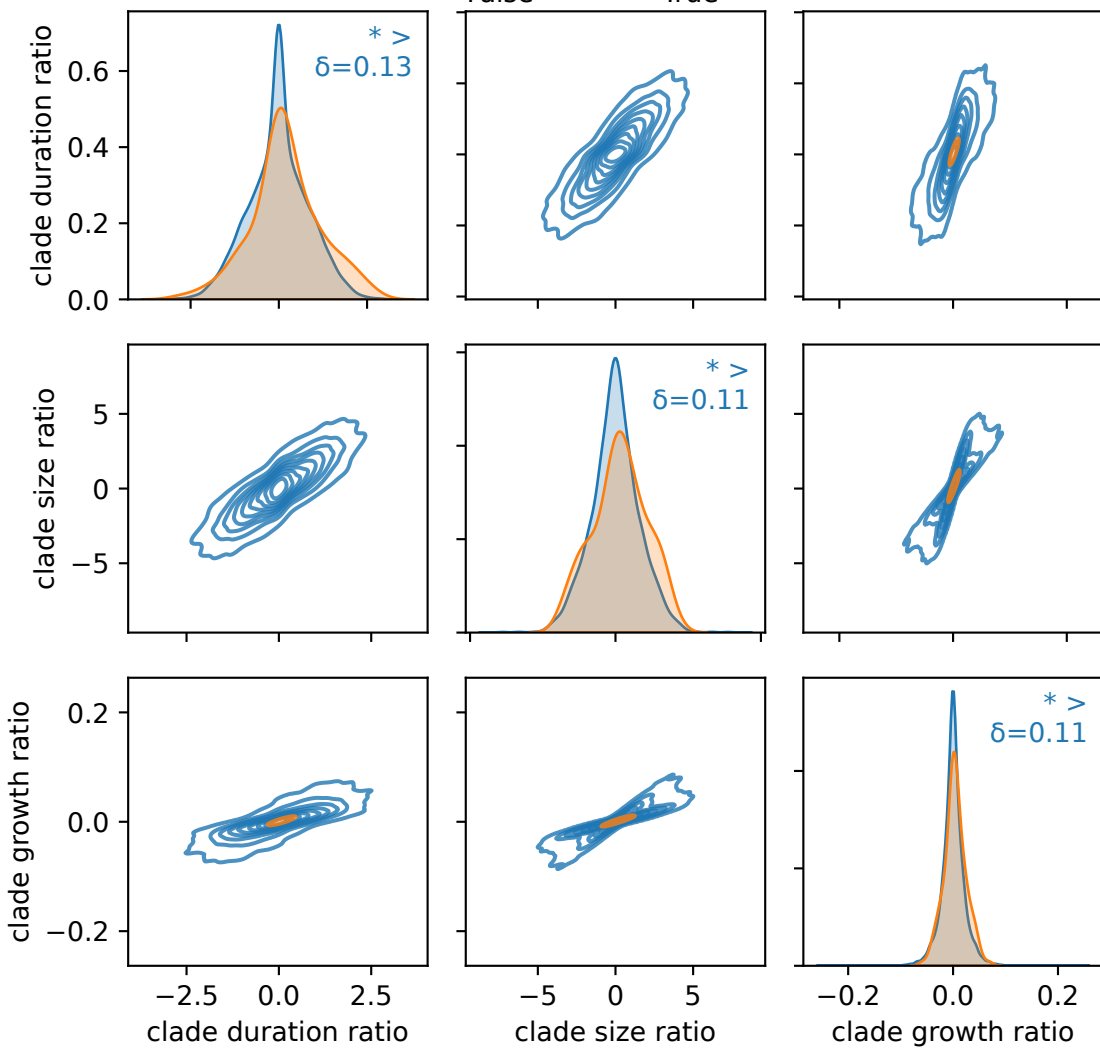 clade duration ratio
0.6
0.4
0.2
0.0
* >
δ=0.13
clade size ratio
5
0
−5
* >
δ=0.11
clade growth ratio
0.2
0.0
−0.2
* >
δ=0.11
−2.5 0.0 2.5
−5 0 5
−0.2 0.0 0.2
clade duration ratio
clade size ratio
clade growth ratio